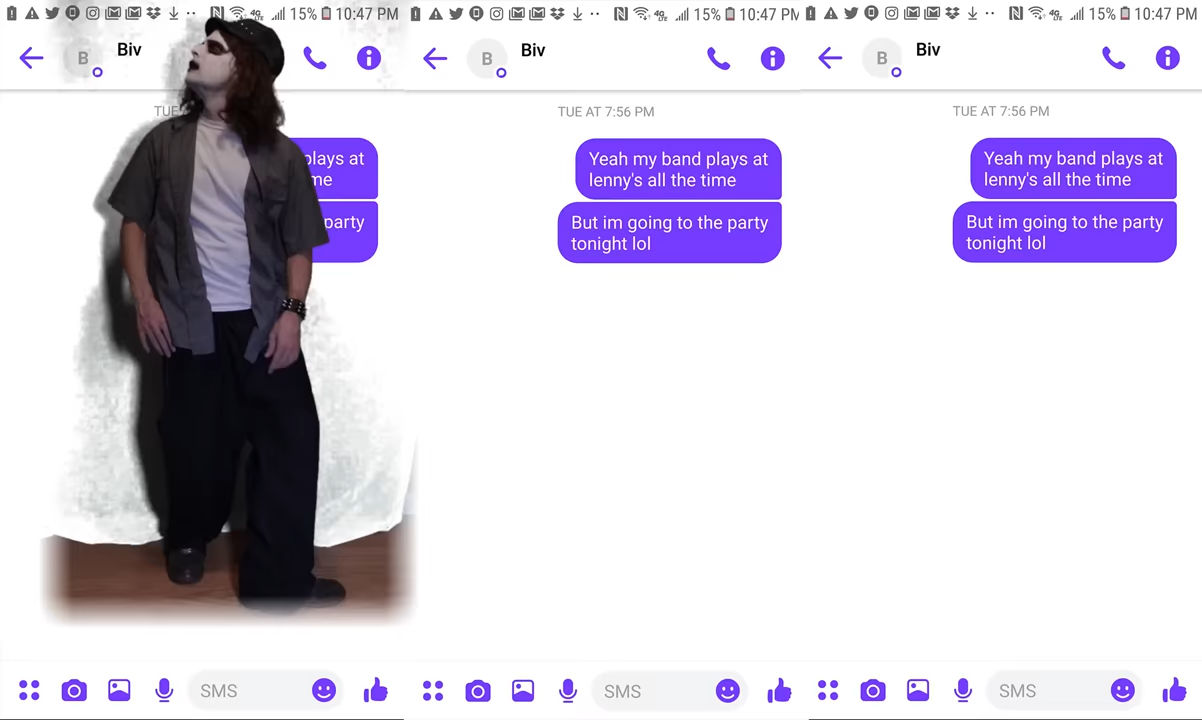 15% 10:47 PM
Biv
B
TUE
plays at
me
party
SMS
15% 10:47 PM
Biv
B
TUE AT 7:56 PM
Yeah my band plays at
lenny's all the time
But im going to the party
tonight lol
SMS
15% 10:47 PM
Biv
B
TUE AT 7:56 PM
Yeah my band plays at
lenny's all the time
But im going to the party
tonight lol
SMS